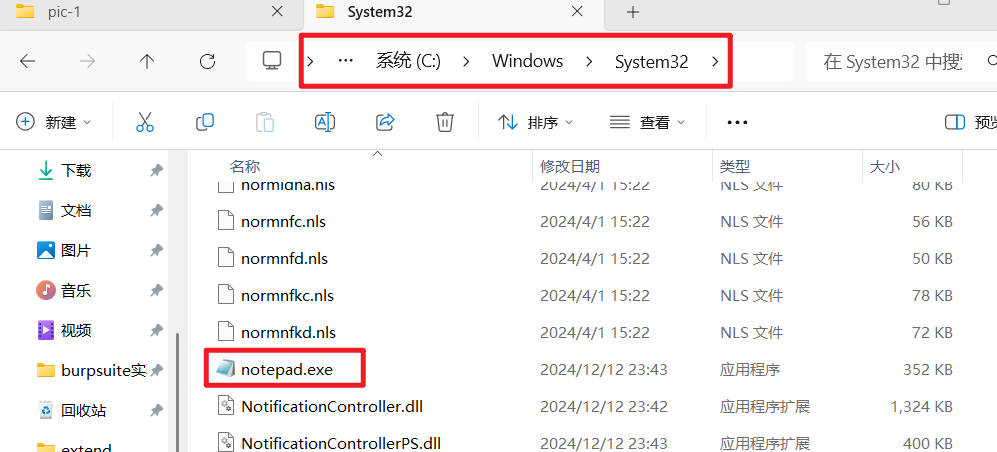 pic-1
System32
··· 系统 (C:) Windows System32
在 System32 中搜
新建
排序
查看
···
预览
下载
文档
图片
音乐
视频
burpsuite实
回收站
extend
名称 修改日期 类型 大小
normidna.nls 2024/4/1 15:22 NLS 文件 80 KB
normnfc.nls 2024/4/1 15:22 NLS 文件 56 KB
normnfd.nls 2024/4/1 15:22 NLS 文件 50 KB
normnfkc.nls 2024/4/1 15:22 NLS 文件 78 KB
normnfkd.nls 2024/4/1 15:22 NLS 文件 72 KB
notepad.exe 2024/12/12 23:43 应用程序 352 KB
NotificationController.dll 2024/12/12 23:42 应用程序扩展 1,324 KB
NotificationControllerPS.dll 2024/12/12 23:43 应用程序扩展 400 KB